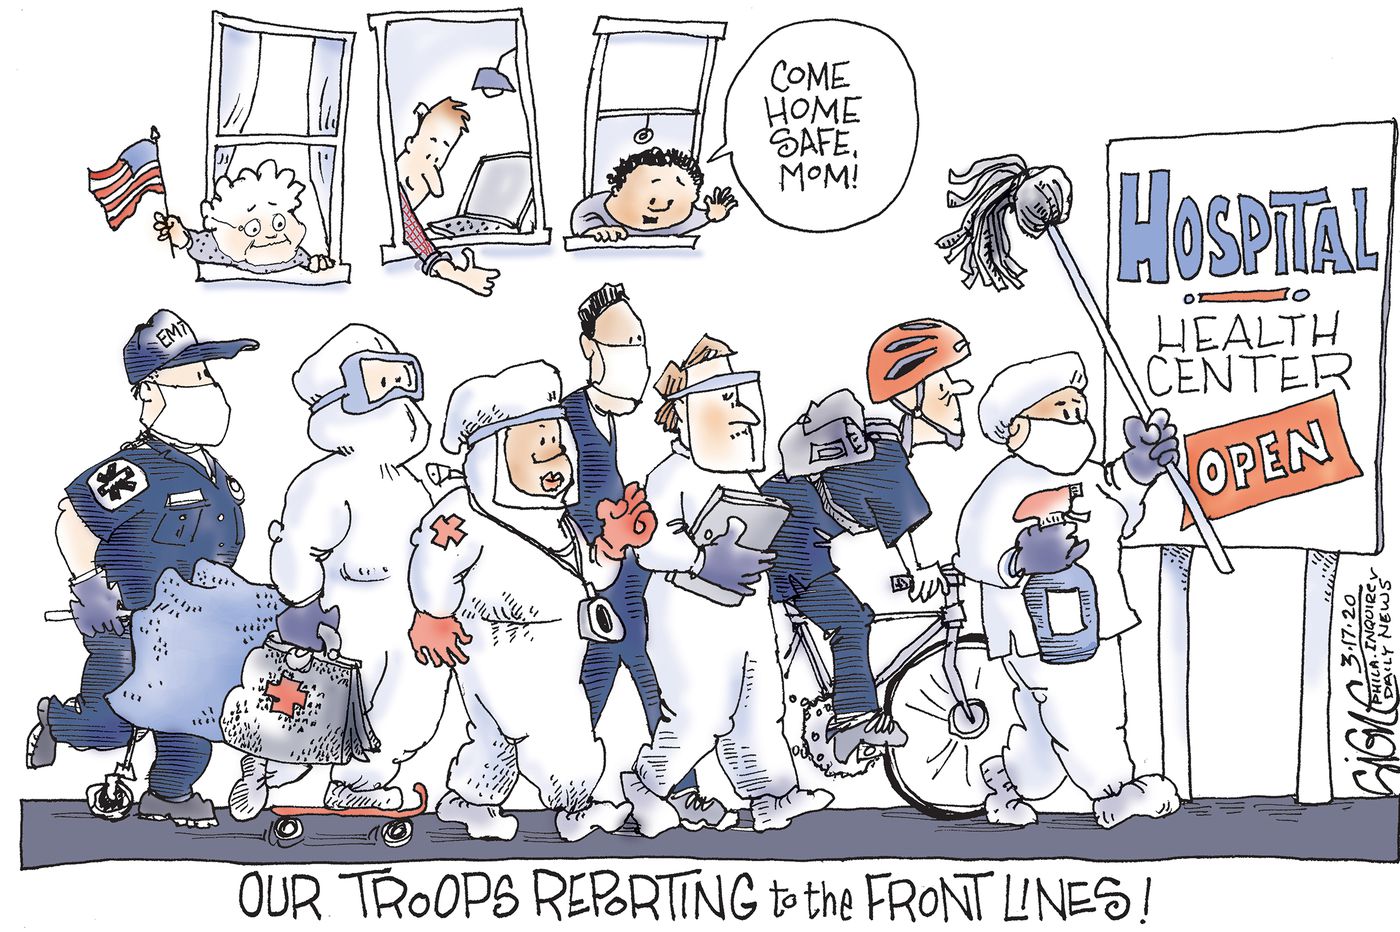 COME
HOME
SAFE,
MOM!
HOSPITAL
HEALTH
CENTER
OPEN
EMT
SIGNE
3.17.20
PHILA. INQUIRER
DAILY NEWS
OUR TROOPS REPORTING to the FRONT LINES!